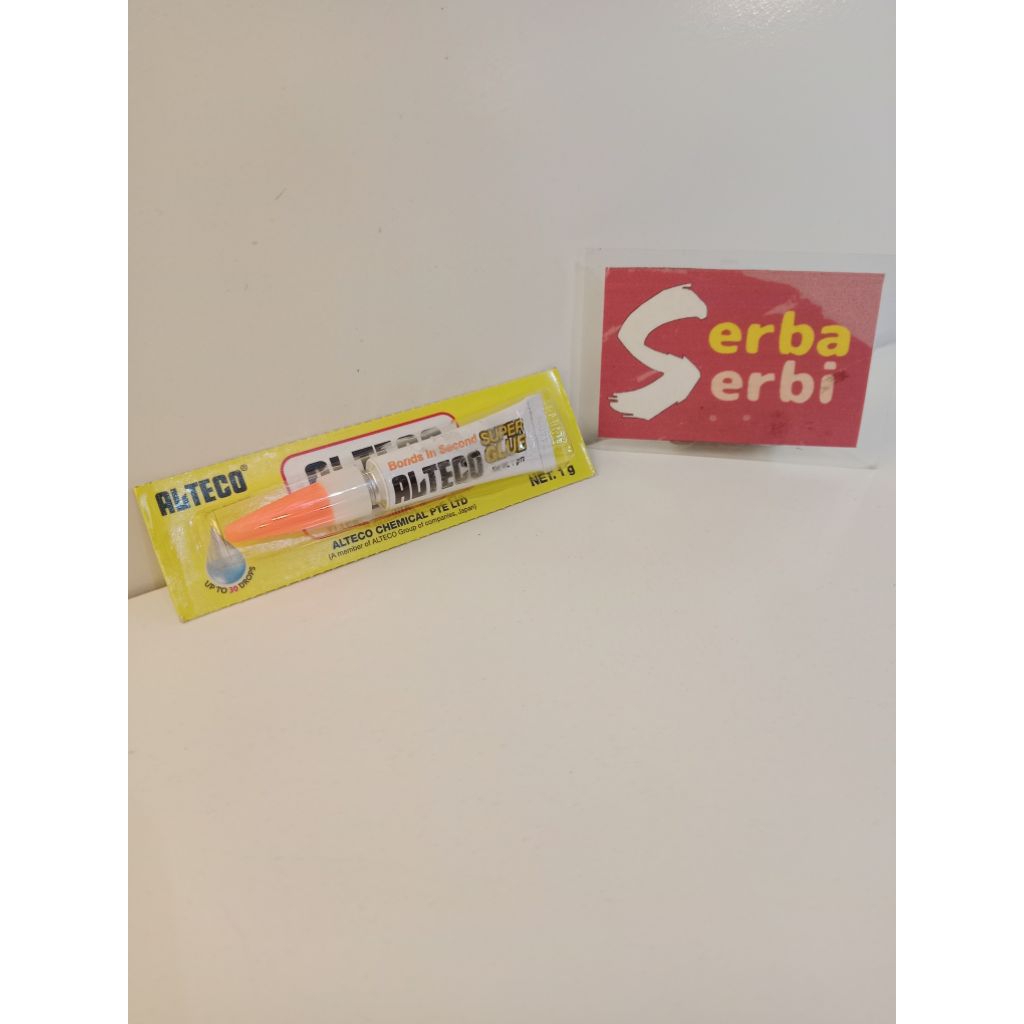 ALTECO®
Bonds in Second
ALTECO
SUPER
GLUE
NET. 1 g
ALTECO CHEMICAL PTE LTD
(A member of ALTECO Group of companies, Japan)
UP TO 30 DROPS
Serba
Serbi